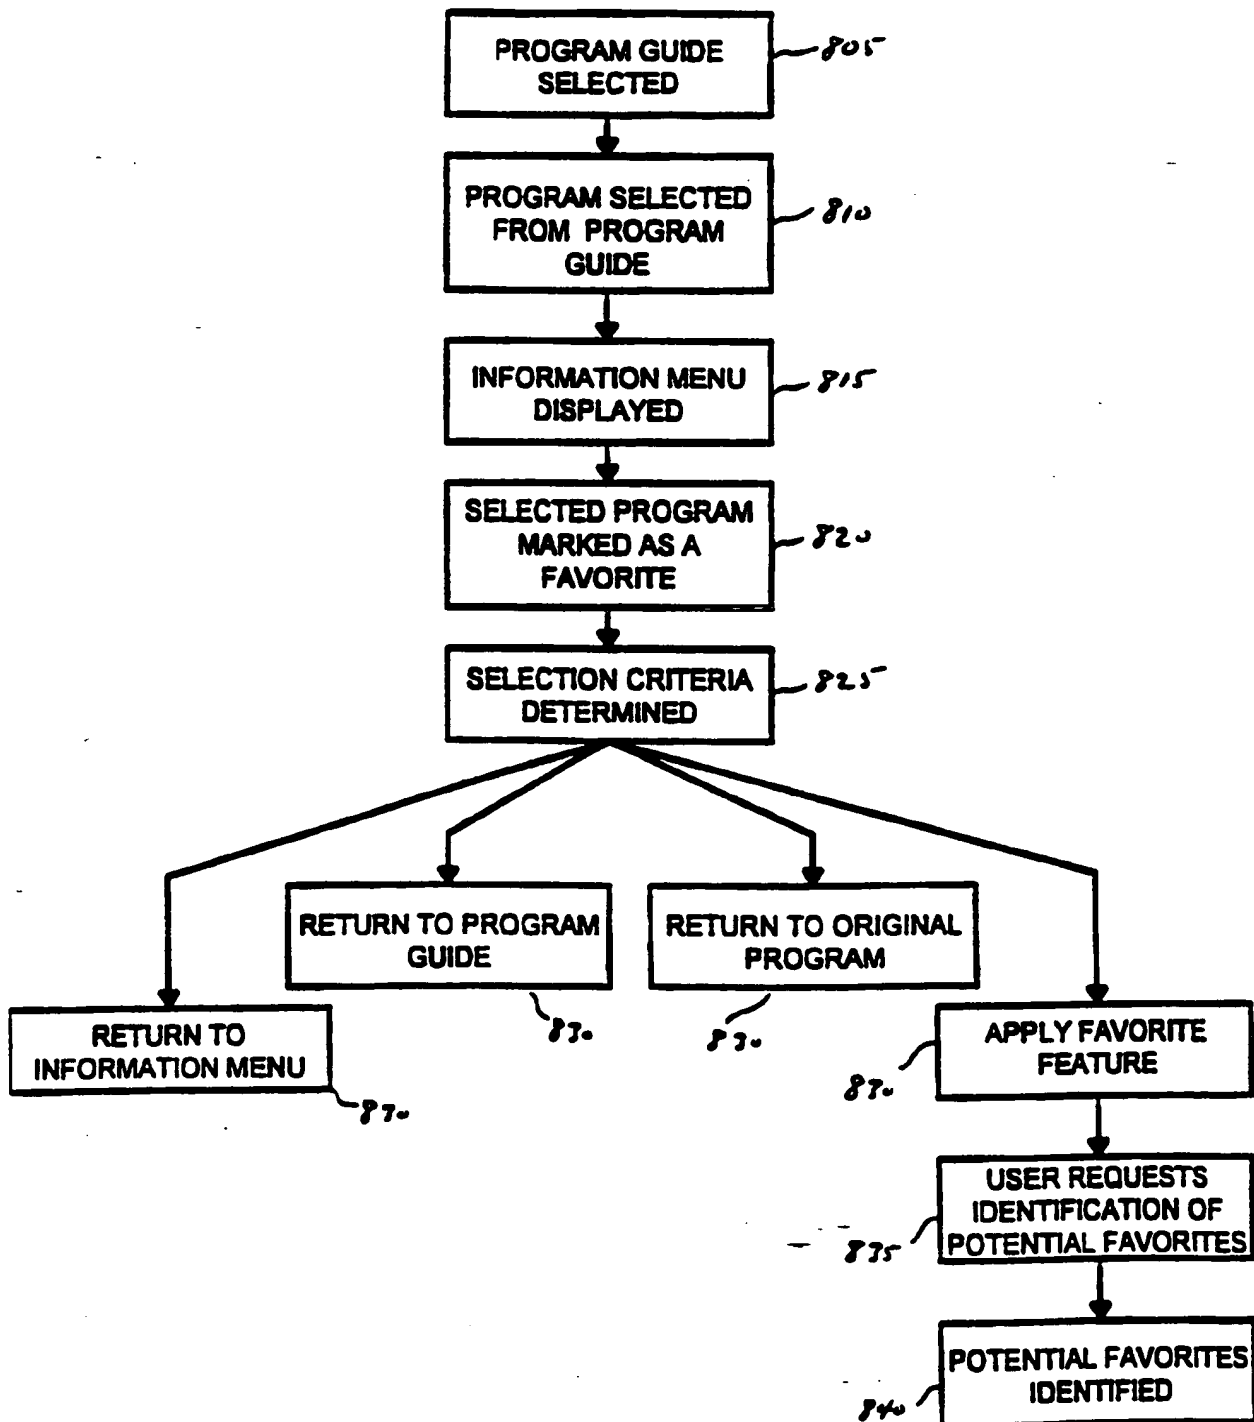 PROGRAM GUIDE
SELECTED
805
PROGRAM SELECTED
FROM PROGRAM
GUIDE
810
INFORMATION MENU
DISPLAYED
815
SELECTED PROGRAM
MARKED AS A
FAVORITE
820
SELECTION CRITERIA
DETERMINED
825
RETURN TO PROGRAM
GUIDE
830
RETURN TO ORIGINAL
PROGRAM
830
RETURN TO
INFORMATION MENU
830
APPLY FAVORITE
FEATURE
830
USER REQUESTS
IDENTIFICATION OF
POTENTIAL FAVORITES
835
POTENTIAL FAVORITES
IDENTIFIED
840